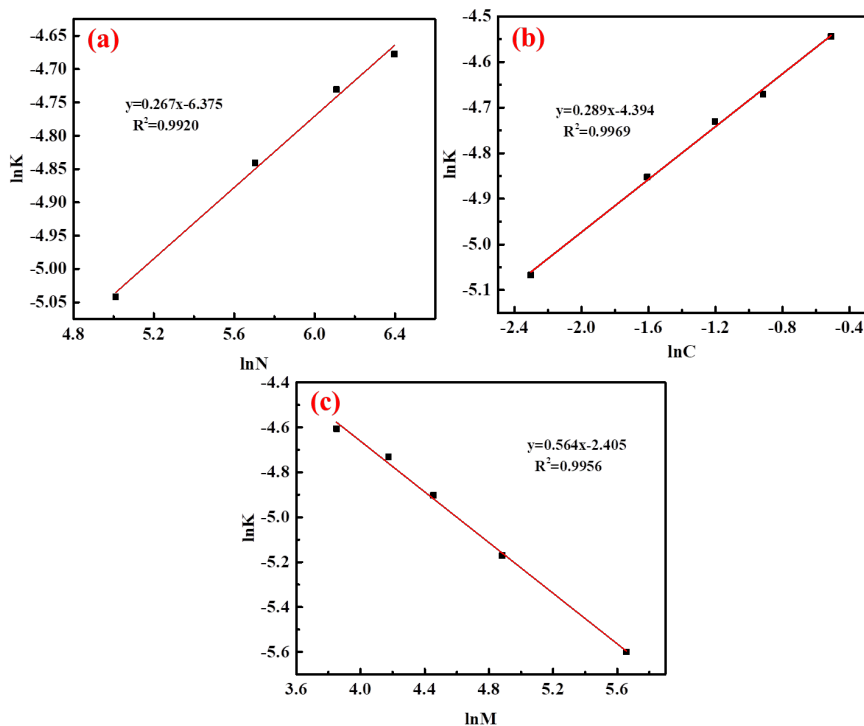 (a)
y=0.267x-6.375
R²=0.9920
lnK
-4.65
-4.70
-4.75
-4.80
-4.85
-4.90
-4.95
-5.00
-5.05
4.8 5.2 5.6 6.0 6.4
lnN
(b)
y=0.289x-4.394
R²=0.9969
lnK
-4.5
-4.6
-4.7
-4.8
-4.9
-5.0
-5.1
-2.4 -2.0 -1.6 -1.2 -0.8 -0.4
lnC
(c)
y=0.564x-2.405
R²=0.9956
lnK
-4.4
-4.6
-4.8
-5.0
-5.2
-5.4
-5.6
3.6 4.0 4.4 4.8 5.2 5.6
lnM